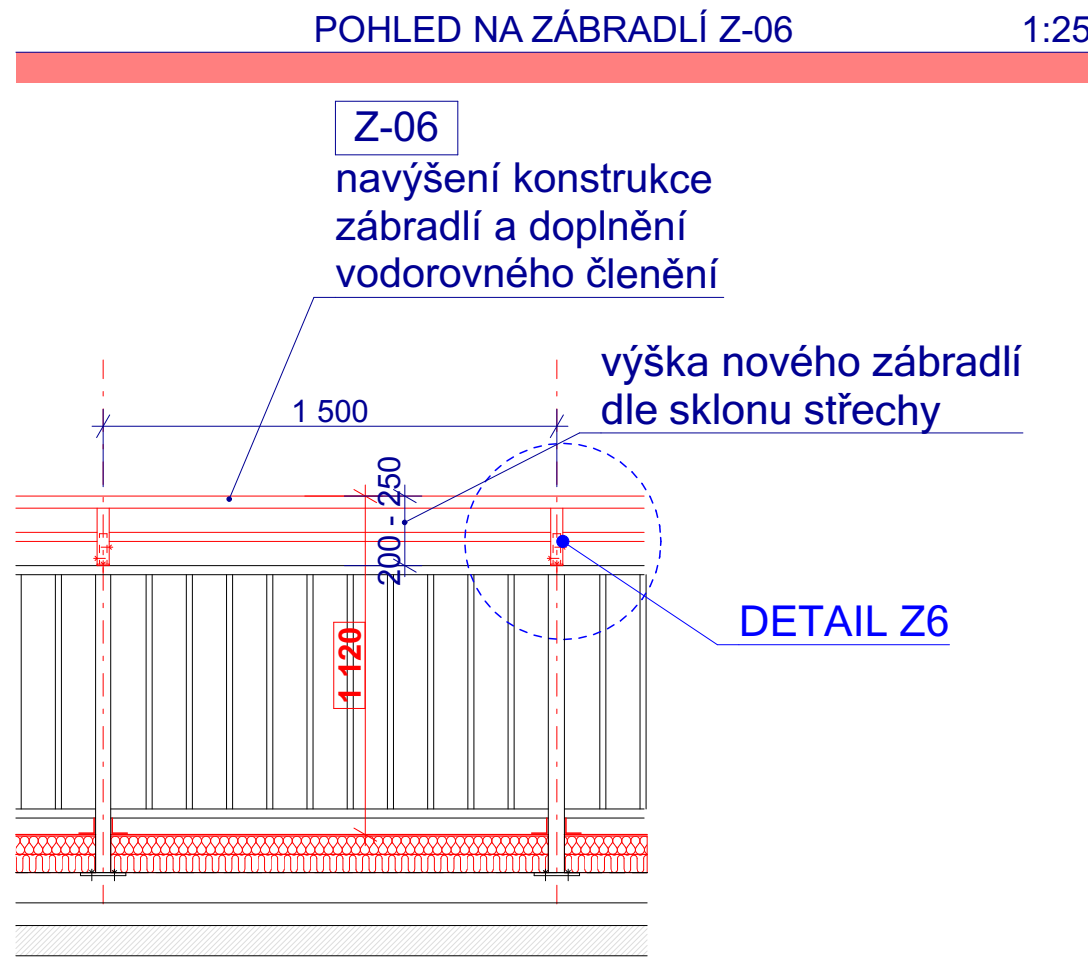 POHLED NA ZÁBRADLÍ Z-06 1:25
Z-06
navýšení konstrukce
zábradlí a doplnění
vodorovného členění
výška nového zábradlí
dle sklonu střechy
1 500
200 - 250
1 120
DETAIL Z6